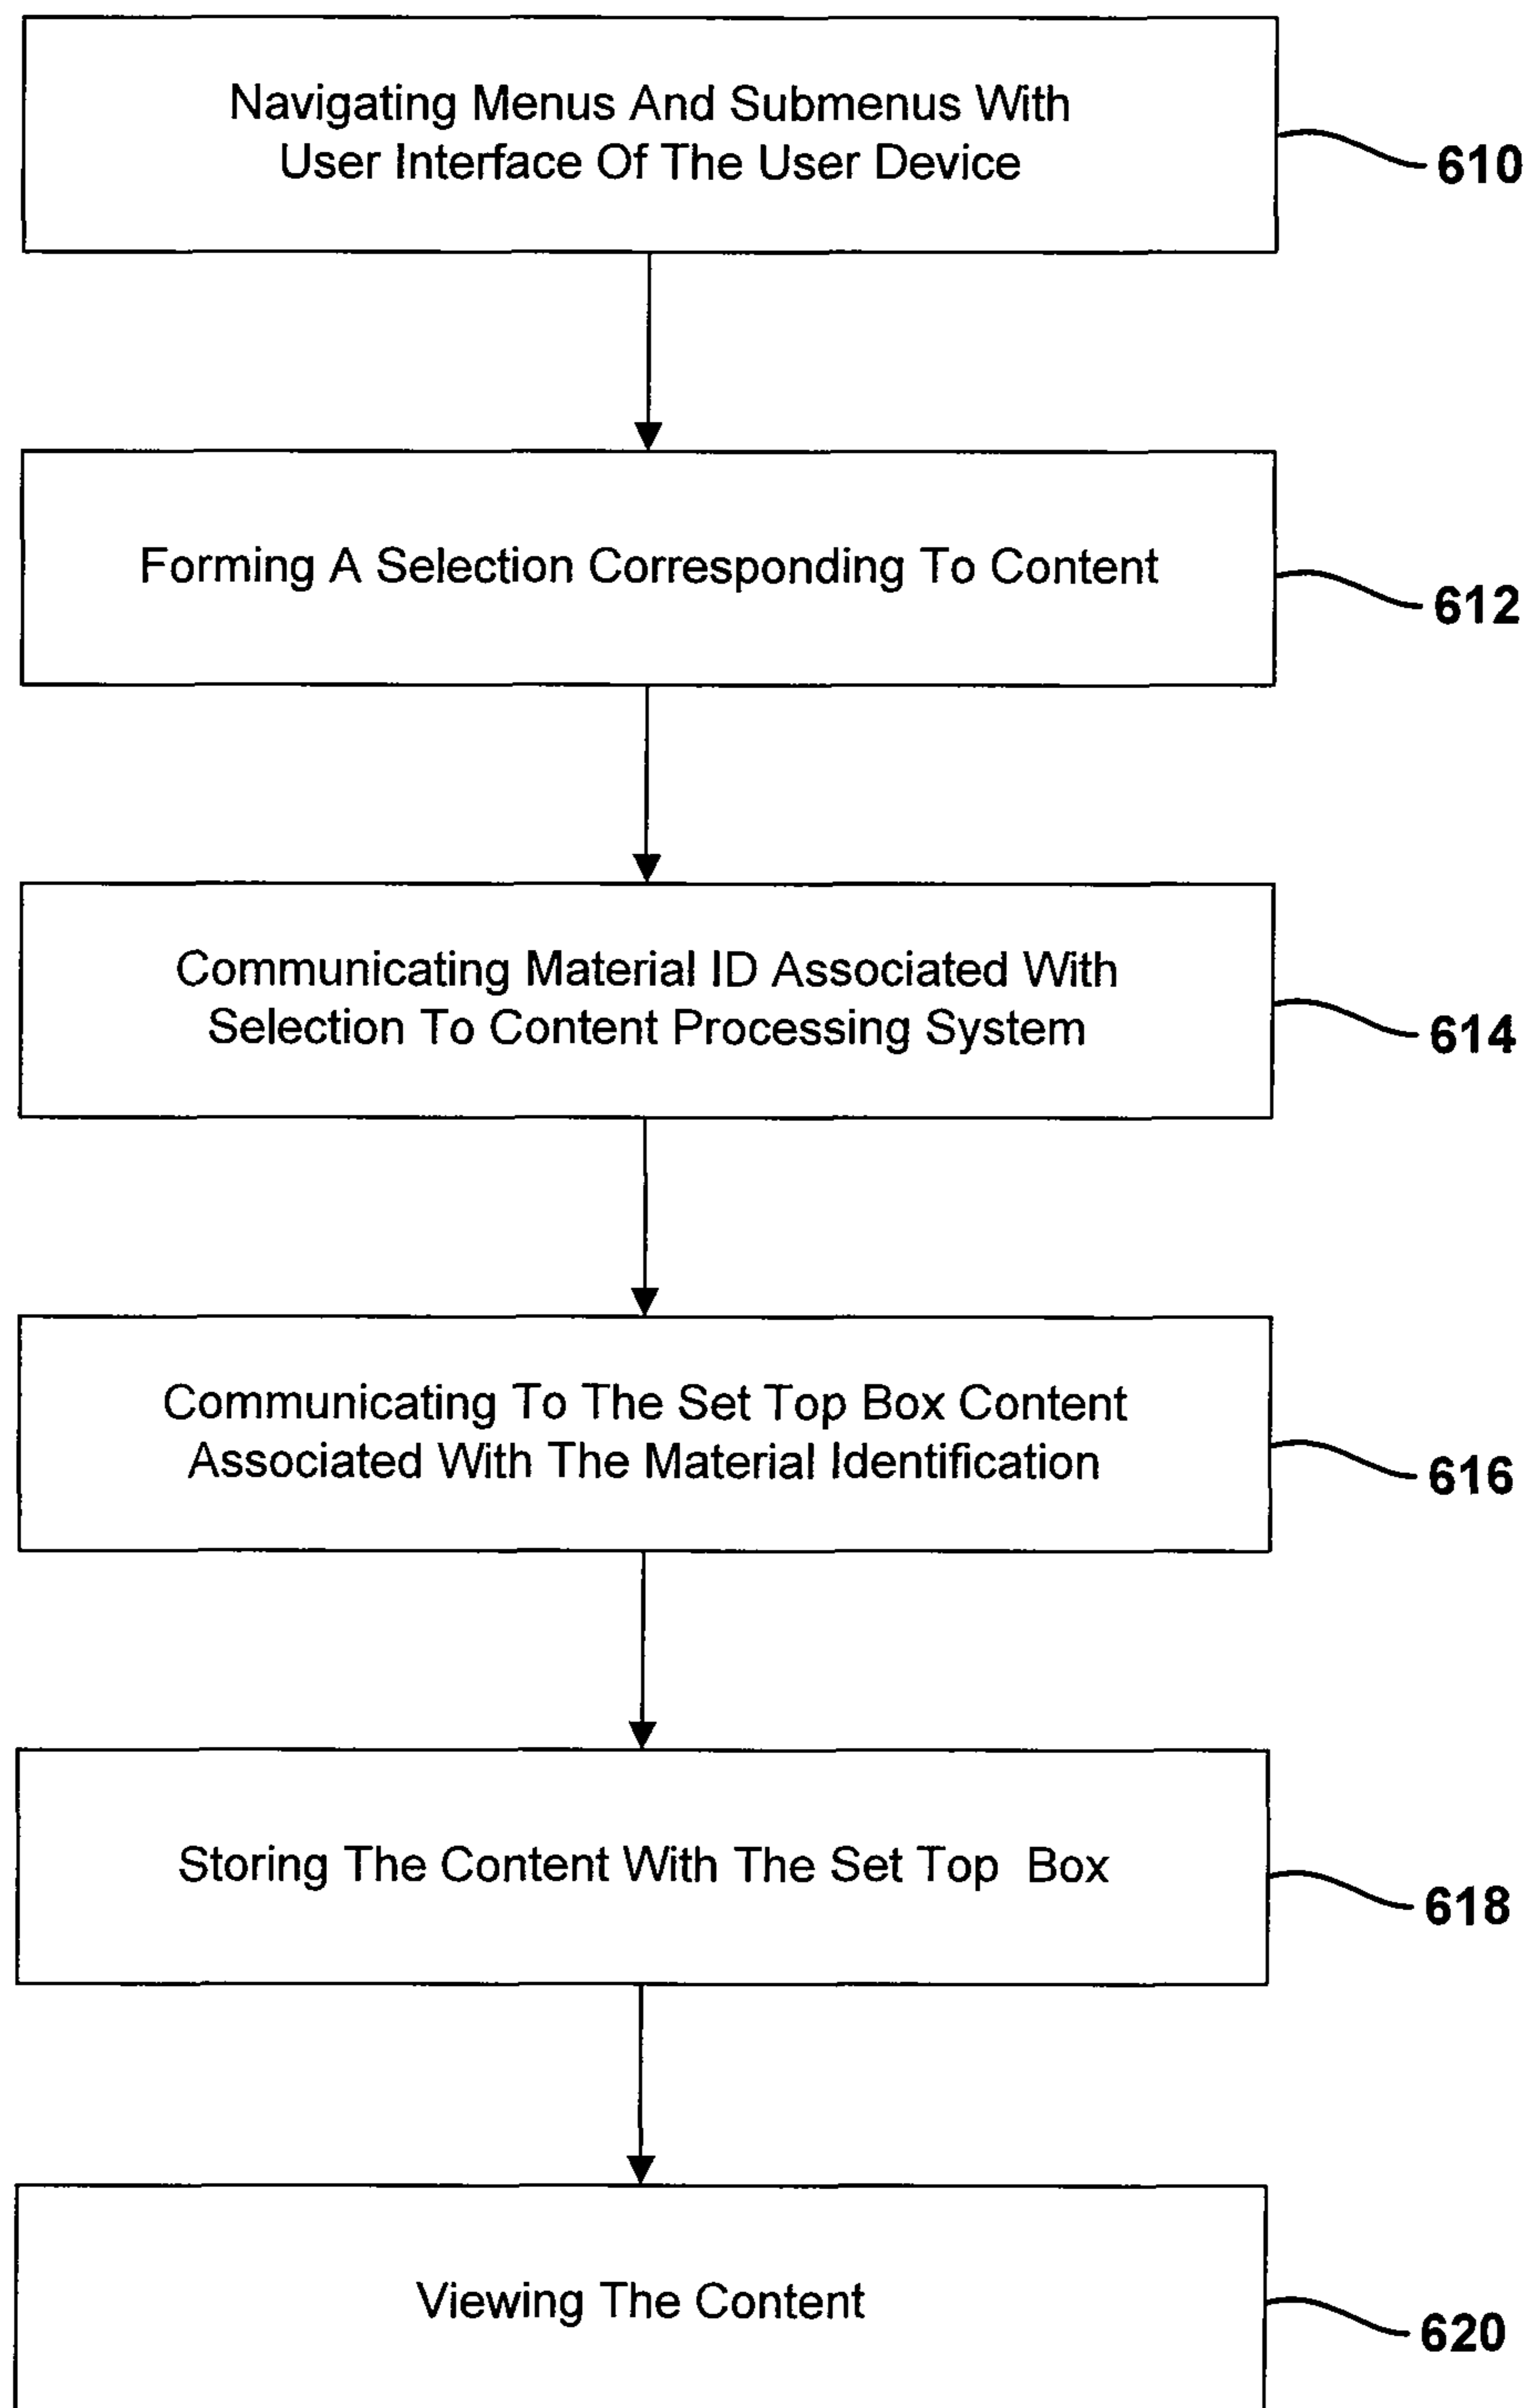 Navigating Menus And Submenus With
User Interface Of The User Device
610
Forming A Selection Corresponding To Content
612
Communicating Material ID Associated With
Selection To Content Processing System
614
Communicating To The Set Top Box Content
Associated With The Material Identification
616
Storing The Content With The Set Top Box
618
Viewing The Content
620